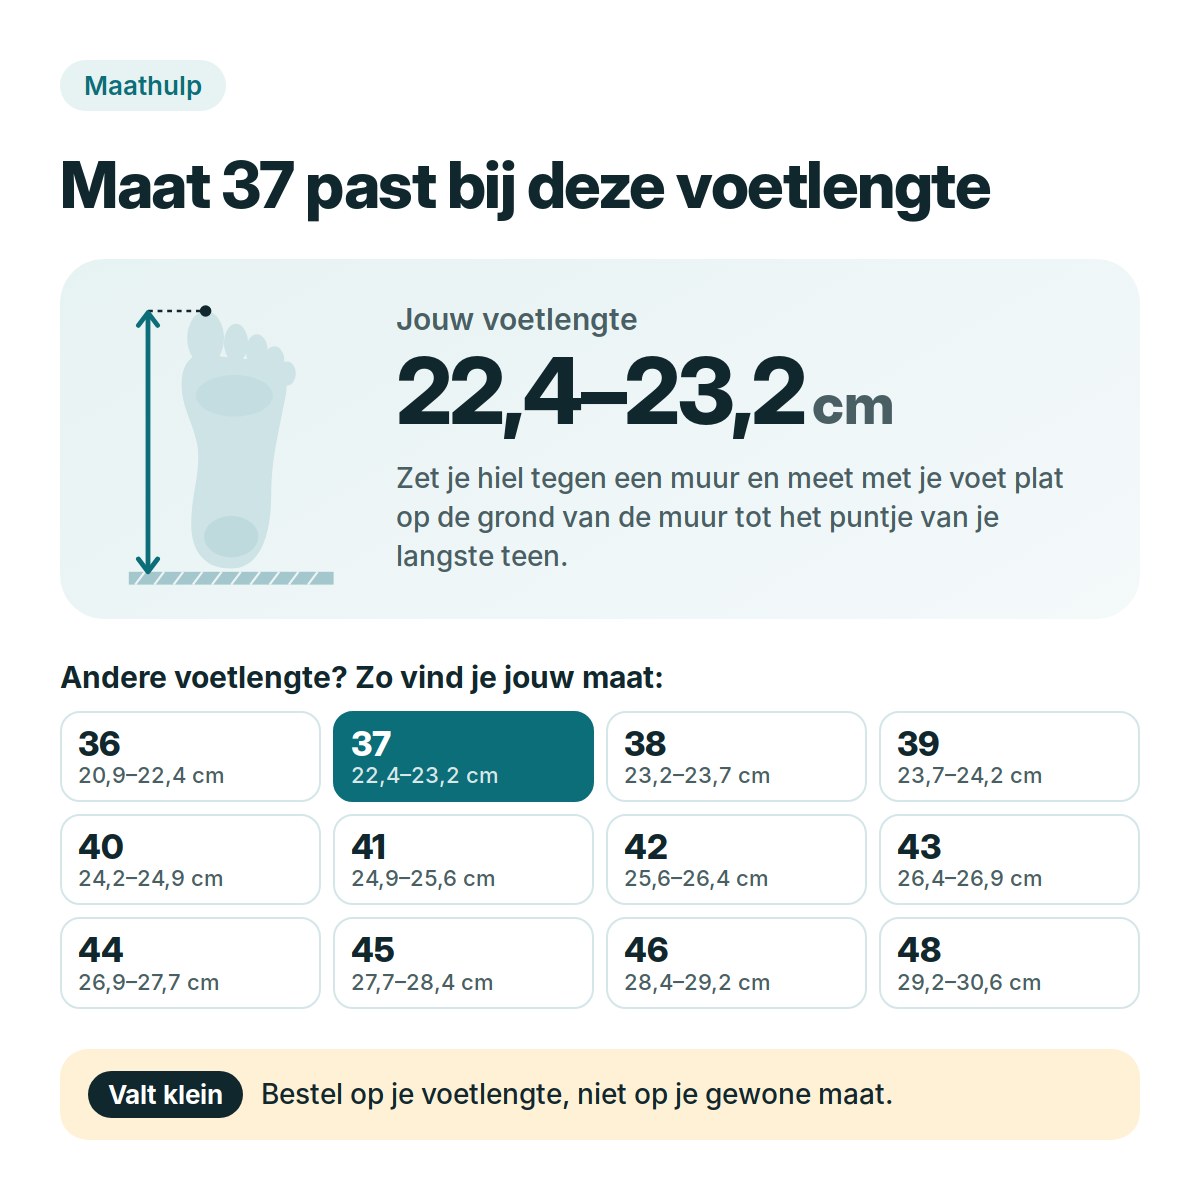 Maathulp
Maat 37 past bij deze voetlengte
Jouw voetlengte
22,4–23,2 cm
Zet je hiel tegen een muur en meet met je voet plat
op de grond van de muur tot het puntje van je
langste teen.
Andere voetlengte? Zo vind je jouw maat:
36
20,9–22,4 cm
37
22,4–23,2 cm
38
23,2–23,7 cm
39
23,7–24,2 cm
40
24,2–24,9 cm
41
24,9–25,6 cm
42
25,6–26,4 cm
43
26,4–26,9 cm
44
26,9–27,7 cm
45
27,7–28,4 cm
46
28,4–29,2 cm
48
29,2–30,6 cm
Valt klein Bestel op je voetlengte, niet op je gewone maat.